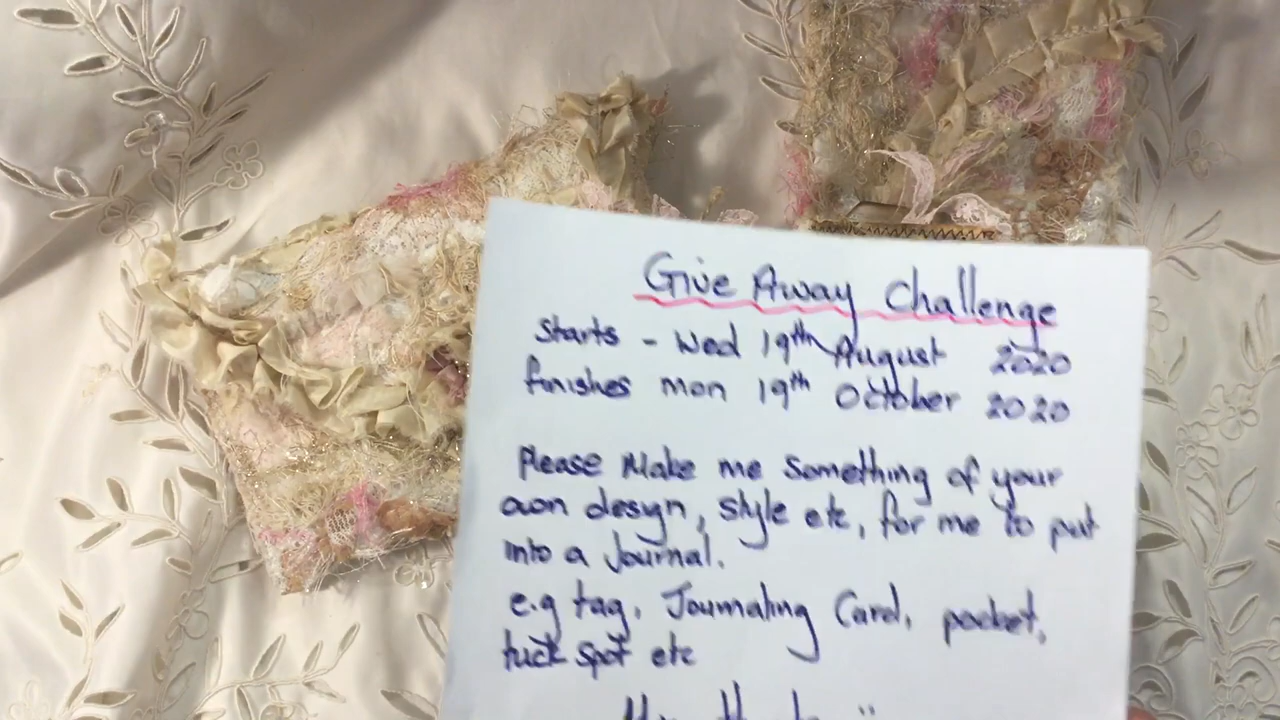 Give Away Challenge
Starts - Wed 19th August 2020
finishes mon 19th October 2020
Please Make me something of your
own design, style etc, for me to put
into a Journal.
e.g tag, Journaling Card, pocket,
tuck spot etc